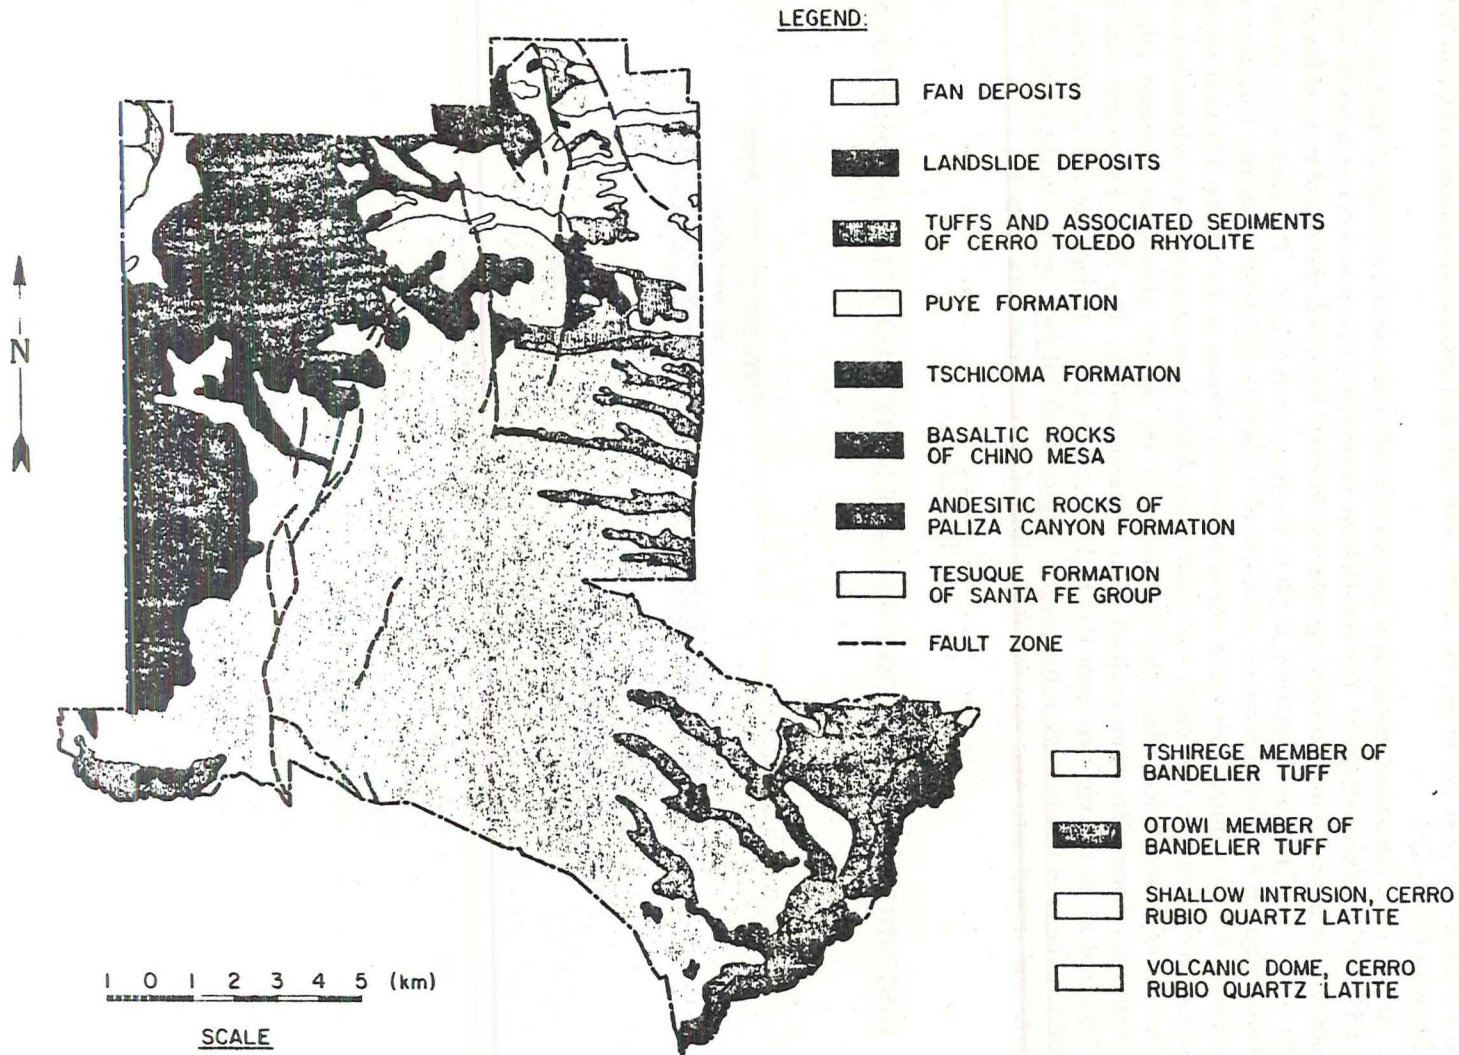 LEGEND:
FAN DEPOSITS
LANDSLIDE DEPOSITS
TUFFS AND ASSOCIATED SEDIMENTS
OF CERRO TOLEDO RHYOLITE
PUYE FORMATION
TSCHICOMA FORMATION
BASALTIC ROCKS
OF CHINO MESA
ANDESITIC ROCKS OF
PALIZA CANYON FORMATION
TESUQUE FORMATION
OF SANTA FE GROUP
FAULT ZONE
TSHIREGE MEMBER OF
BANDELIER TUFF
OTOWI MEMBER OF
BANDELIER TUFF
SHALLOW INTRUSION, CERRO
RUBIO QUARTZ LATITE
VOLCANIC DOME, CERRO
RUBIO QUARTZ LATITE
N
1 0 1 2 3 4 5 (km)
SCALE